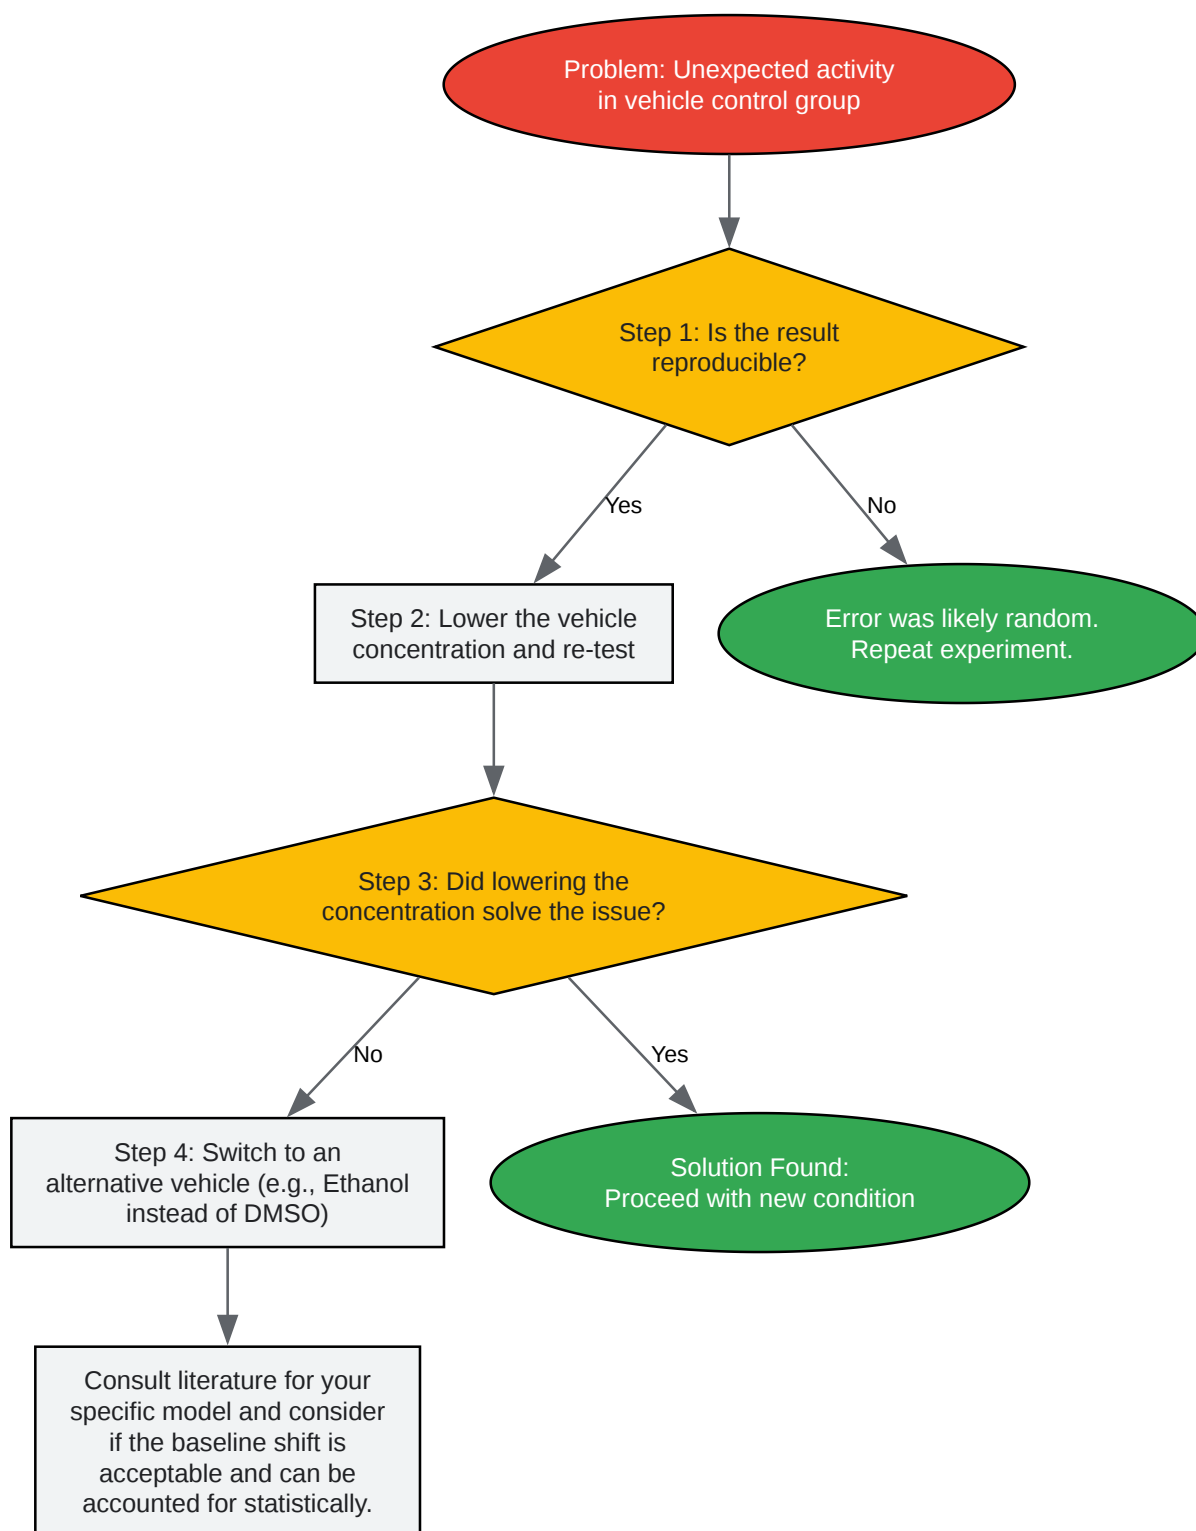 Problem: Unexpected activity
in vehicle control group
Step 1: Is the result
reproducible?
Yes
No
Step 2: Lower the vehicle
concentration and re-test
Error was likely random.
Repeat experiment.
Step 3: Did lowering the
concentration solve the issue?
No
Yes
Step 4: Switch to an
alternative vehicle (e.g., Ethanol
instead of DMSO)
Solution Found:
Proceed with new condition
Consult literature for your
specific model and consider
if the baseline shift is
acceptable and can be
accounted for statistically.